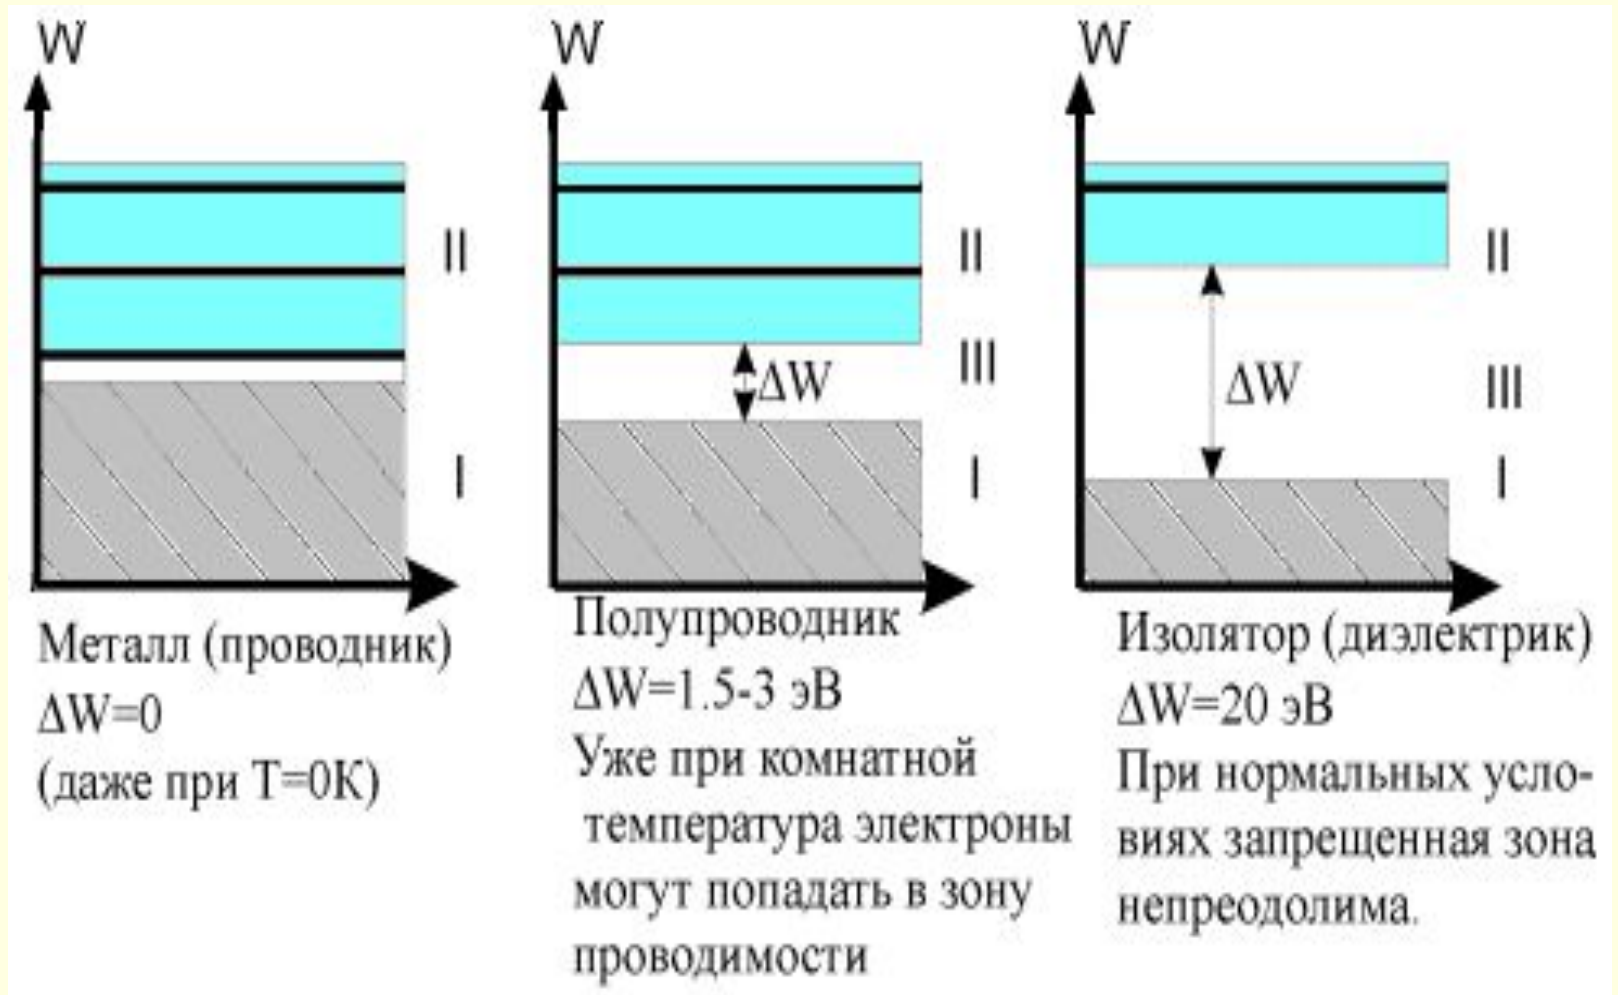 W
II
I
Металл (проводник)
ΔW=0
(даже при T=0К)
W
II
III
ΔW
I
Полупроводник
ΔW=1.5-3 эВ
Уже при комнатной
температура электроны
могут попадать в зону
проводимости
W
II
ΔW
III
I
Изолятор (диэлектрик)
ΔW=20 эВ
При нормальных усло-
виях запрещенная зона
непреодолима.